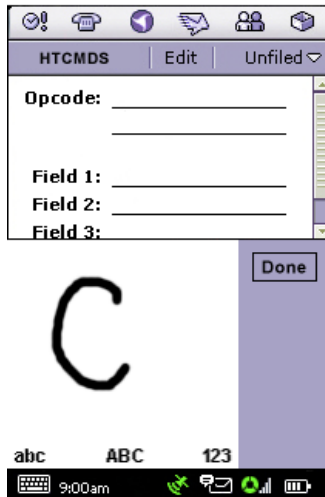 HTCMDS Edit Unfiled
Opcode:
Field 1:
Field 2:
Field 3:
Done
C
abc ABC 123
9:00am